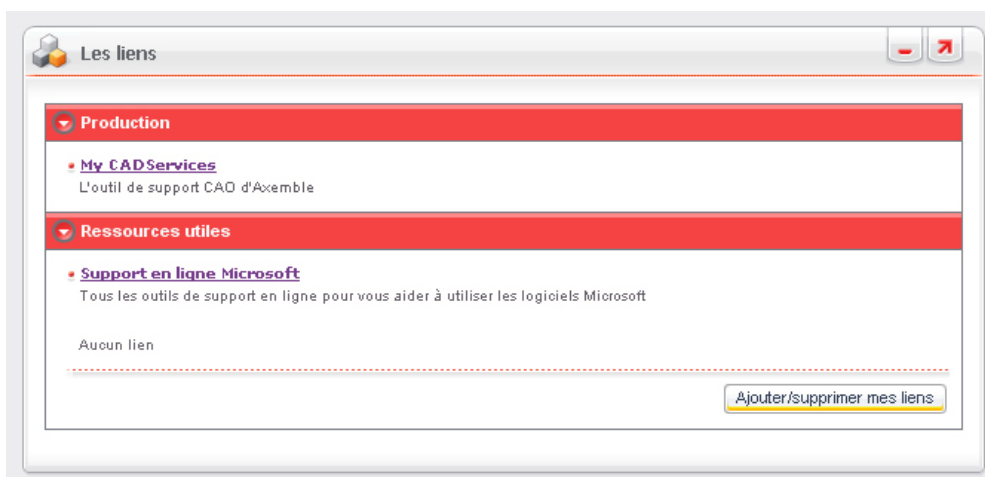 Les liens
Production
My CADServices
L'outil de support CAO d'Axemble
Ressources utiles
Support en ligne Microsoft
Tous les outils de support en ligne pour vous aider à utiliser les logiciels Microsoft
Aucun lien
Ajouter/supprimer mes liens